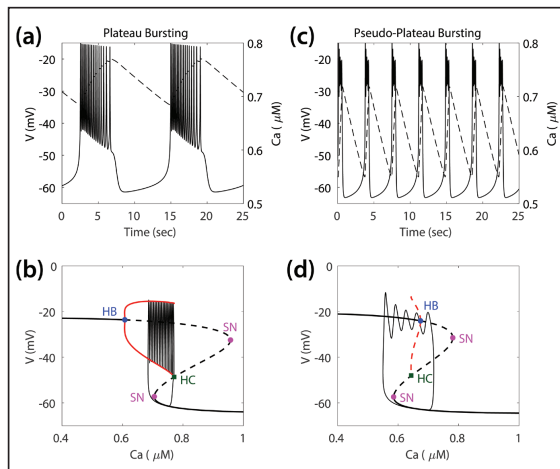 (a) Plateau Bursting
-20
-30
-40
-50
-60
V (mV)
0.8
0.7
0.6
0.5
Ca ( μM)
0 5 10 15 20 25
Time (sec)
(c) Pseudo-Plateau Bursting
-20
-30
-40
-50
-60
V (mV)
0.8
0.7
0.6
0.5
Ca ( μM)
0 5 10 15 20 25
Time (sec)
(b)
0
-20
-40
-60
-80
V (mV)
HB
SN
HC
SN
0.4 0.6 0.8 1
Ca ( μM)
(d)
0
-20
-40
-60
-80
V (mV)
HB
SN
HC
SN
0.4 0.6 0.8 1
Ca ( μM)